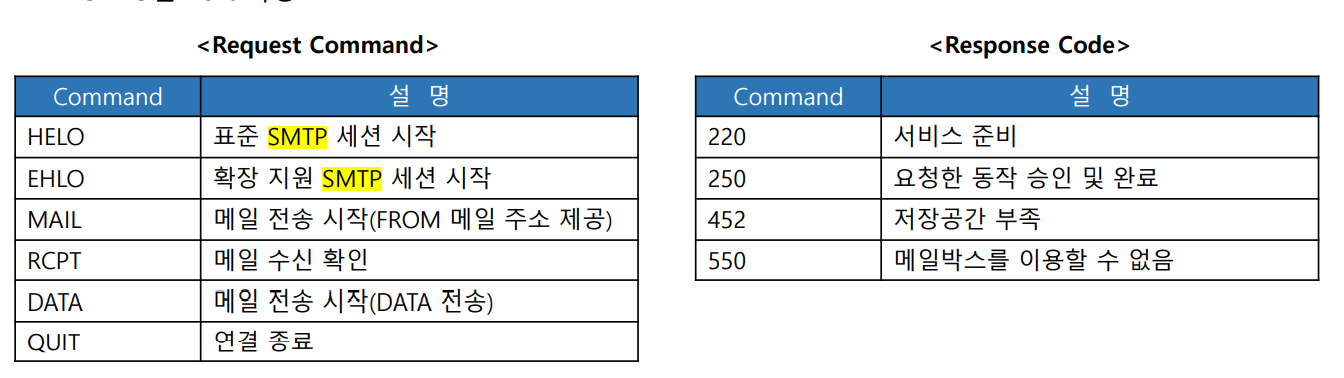 <Request Command>
Command 설 명
HELO 표준 SMTP 세션 시작
EHLO 확장 지원 SMTP 세션 시작
MAIL 메일 전송 시작(FROM 메일 주소 제공)
RCPT 메일 수신 확인
DATA 메일 전송 시작(DATA 전송)
QUIT 연결 종료
<Response Code>
Command 설 명
220 서비스 준비
250 요청한 동작 승인 및 완료
452 저장공간 부족
550 메일박스를 이용할 수 없음